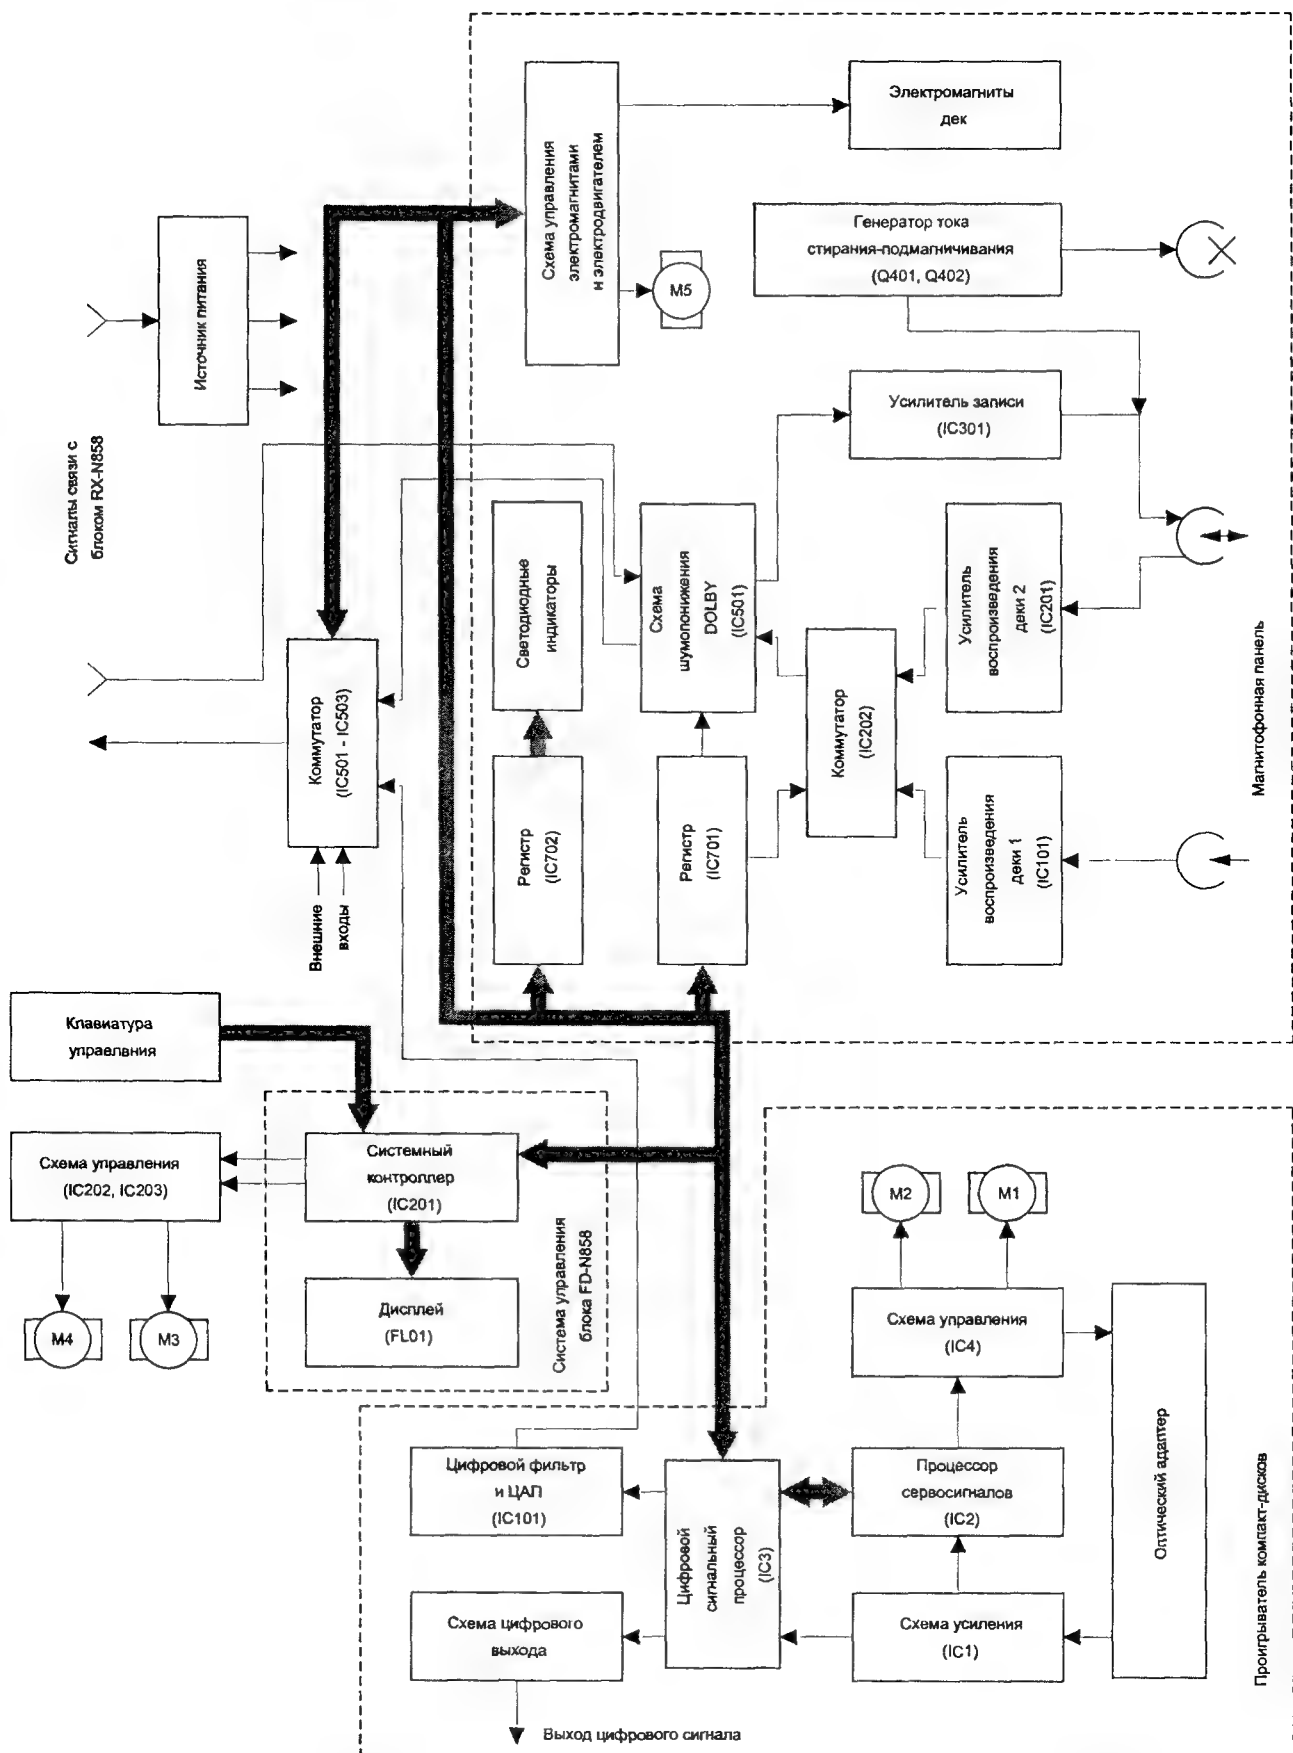 Электромагниты
дек
Схема управления
электромагнитами
и электродвигателем
Генератор тока
стирания-подмагничивания
(Q401, Q402)
M5
Источник питания
Сигналы связи с
блоком RX-N858
Усилитель записи
(IC301)
Светодиодные
индикаторы
Схема
шумопонижения
DOLBY
(IC501)
Усилитель
воспроизведения
деки 2
(IC201)
Коммутатор
(IC501 - IC503)
Коммутатор
(IC202)
Внешние
входы
Регистр
(IC702)
Регистр
(IC701)
Усилитель
воспроизведения
деки 1
(IC101)
Магнитофонная панель
Клавиатура
управления
Схема управления
(IC202, IC203)
Системный
контроллер
(IC201)
M4
M3
Дисплей
(FL01)
Система управления
блока FD-N858
M2
M1
Схема управления
(IC4)
Цифровой фильтр
и ЦАП
(IC101)
Цифровой
сигнальный
процессор
(IC3)
Процессор
сервосигналов
(IC2)
Оптический адаптер
Схема цифрового
выхода
Схема усиления
(IC1)
Проигрыватель компакт-дисков
Выход цифрового сигнала